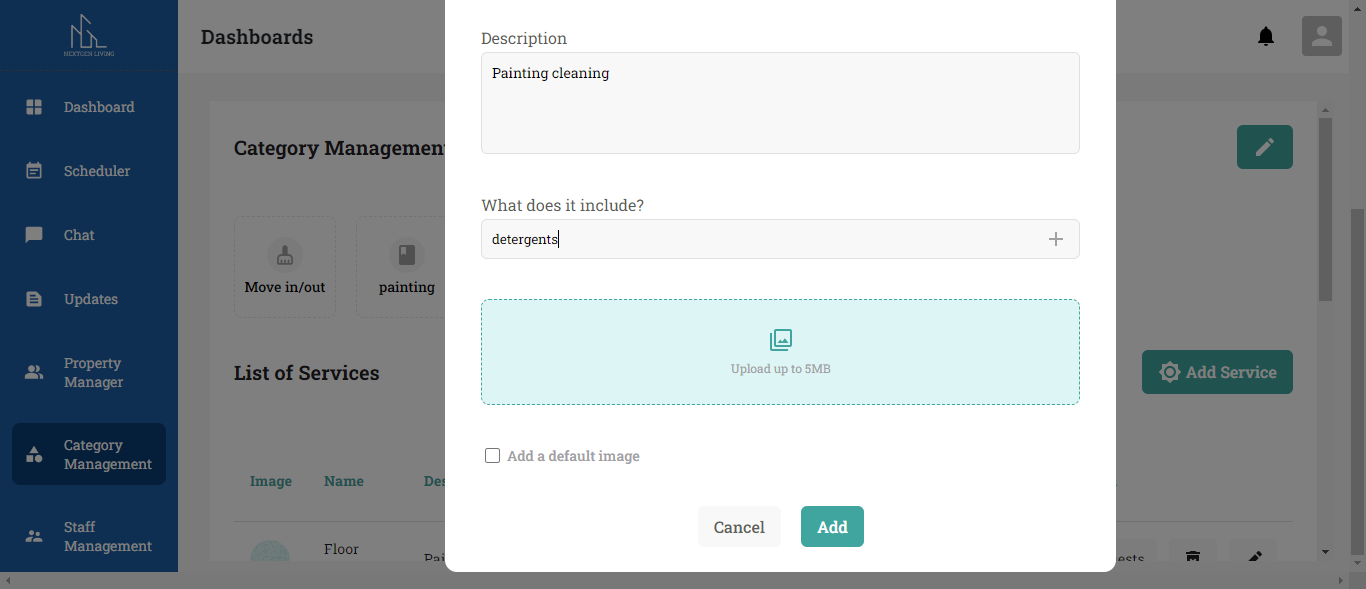 NEXTGEN LIVING
Dashboards
Dashboard
Scheduler
Chat
Updates
Property
Manager
Category
Management
Staff
Management
Category Management
Move in/out
painting
List of Services
Add Service
Image
Name
Des
Floor
Pai
ests
Description
Painting cleaning
What does it include?
detergents
Upload up to 5MB
Add a default image
Cancel
Add